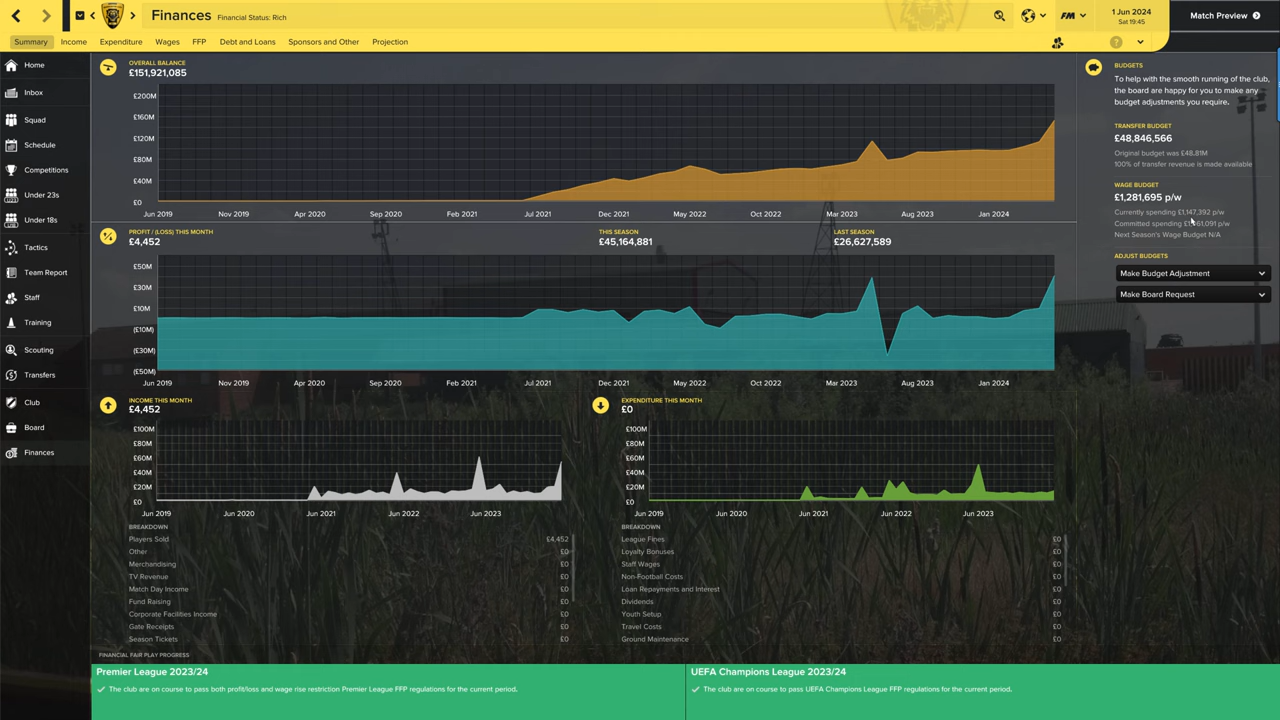 Finances
Financial Status: Rich
1 Jun 2024
Sat 19:45
FM
Match Preview
Summary
Income
Expenditure
Wages
FFP
Debt and Loans
Sponsors and Other
Projection
?
Home
Inbox
Squad
Schedule
Competitions
Under 23s
Under 18s
Tactics
Team Report
Staff
Training
Scouting
Transfers
Club
Board
Finances
OVERALL BALANCE
£151,921,085
£200M
£160M
£120M
£80M
£40M
£0
Jun 2019
Nov 2019
Apr 2020
Sep 2020
Feb 2021
Jul 2021
Dec 2021
May 2022
Oct 2022
Mar 2023
Aug 2023
Jan 2024
PROFIT / (LOSS) THIS MONTH
£4,452
THIS SEASON
£45,164,881
LAST SEASON
£26,627,589
£50M
£30M
£10M
(£10M)
(£30M)
(£50M)
Jun 2019
Nov 2019
Apr 2020
Sep 2020
Feb 2021
Jul 2021
Dec 2021
May 2022
Oct 2022
Mar 2023
Aug 2023
Jan 2024
INCOME THIS MONTH
£4,452
£100M
£80M
£60M
£40M
£20M
£0
Jun 2019
Jun 2020
Jun 2021
Jun 2022
Jun 2023
BREAKDOWN
Players Sold £4,452
Other £0
Merchandising £0
TV Revenue £0
Match Day Income £0
Fund Raising £0
Corporate Facilities Income £0
Gate Receipts £0
Season Tickets £0
EXPENDITURE THIS MONTH
£0
£100M
£80M
£60M
£40M
£20M
£0
Jun 2019
Jun 2020
Jun 2021
Jun 2022
Jun 2023
BREAKDOWN
League Fines £0
Loyalty Bonuses £0
Staff Wages £0
Non-Football Costs £0
Loan Repayments and Interest £0
Dividends £0
Youth Setup £0
Travel Costs £0
Ground Maintenance £0
BUDGETS
To help with the smooth running of the club,
the board are happy for you to make any
budget adjustments you require.
TRANSFER BUDGET
£48,846,566
Original budget was £48.81M
100% of transfer revenue is made available
WAGE BUDGET
£1,281,695 p/w
Currently spending £1,147,392 p/w
Committed spending p/w
Next Season's Wage Budget N/A
ADJUST BUDGETS
Make Budget Adjustment
Make Board Request
FINANCIAL FAIR PLAY PROGRESS
Premier League 2023/24
The club are on course to pass both profit/loss and wage rise restriction Premier League FFP regulations for the current period.
UEFA Champions League 2023/24
The club are on course to pass UEFA Champions League FFP regulations for the current period.